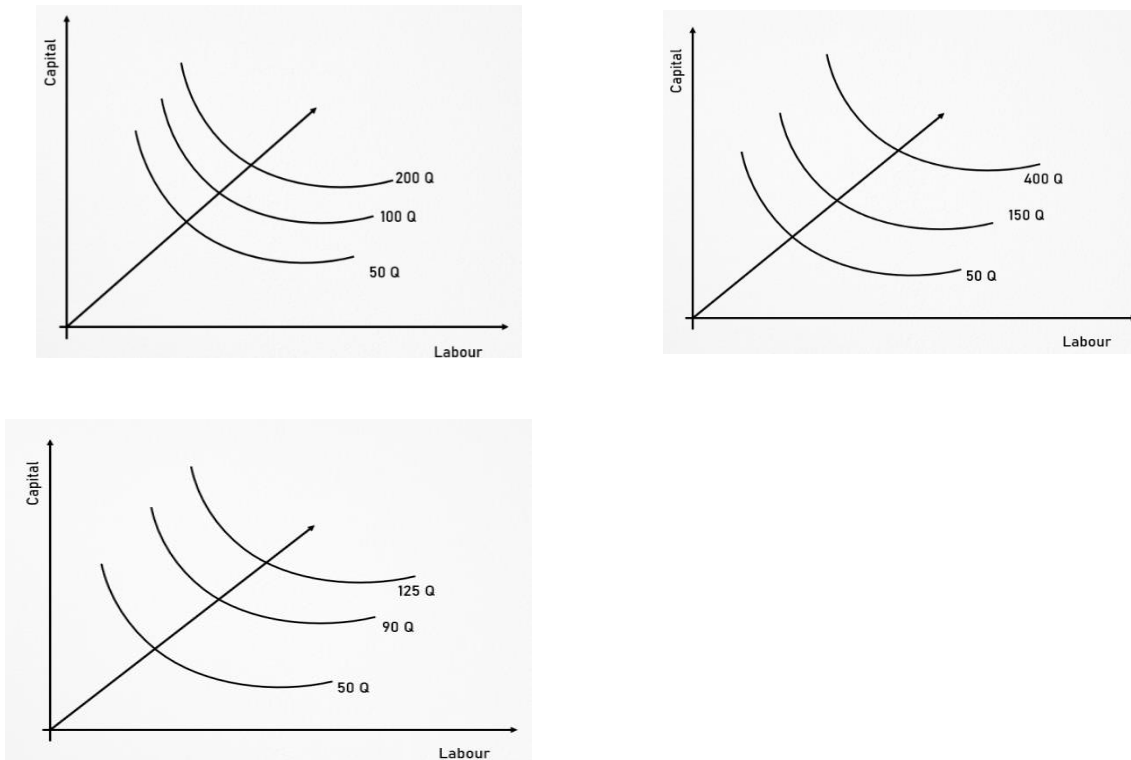 Capital
200 Q
100 Q
50 Q
Labour
Capital
400 Q
150 Q
50 Q
Labour
Capital
125 Q
90 Q
50 Q
Labour